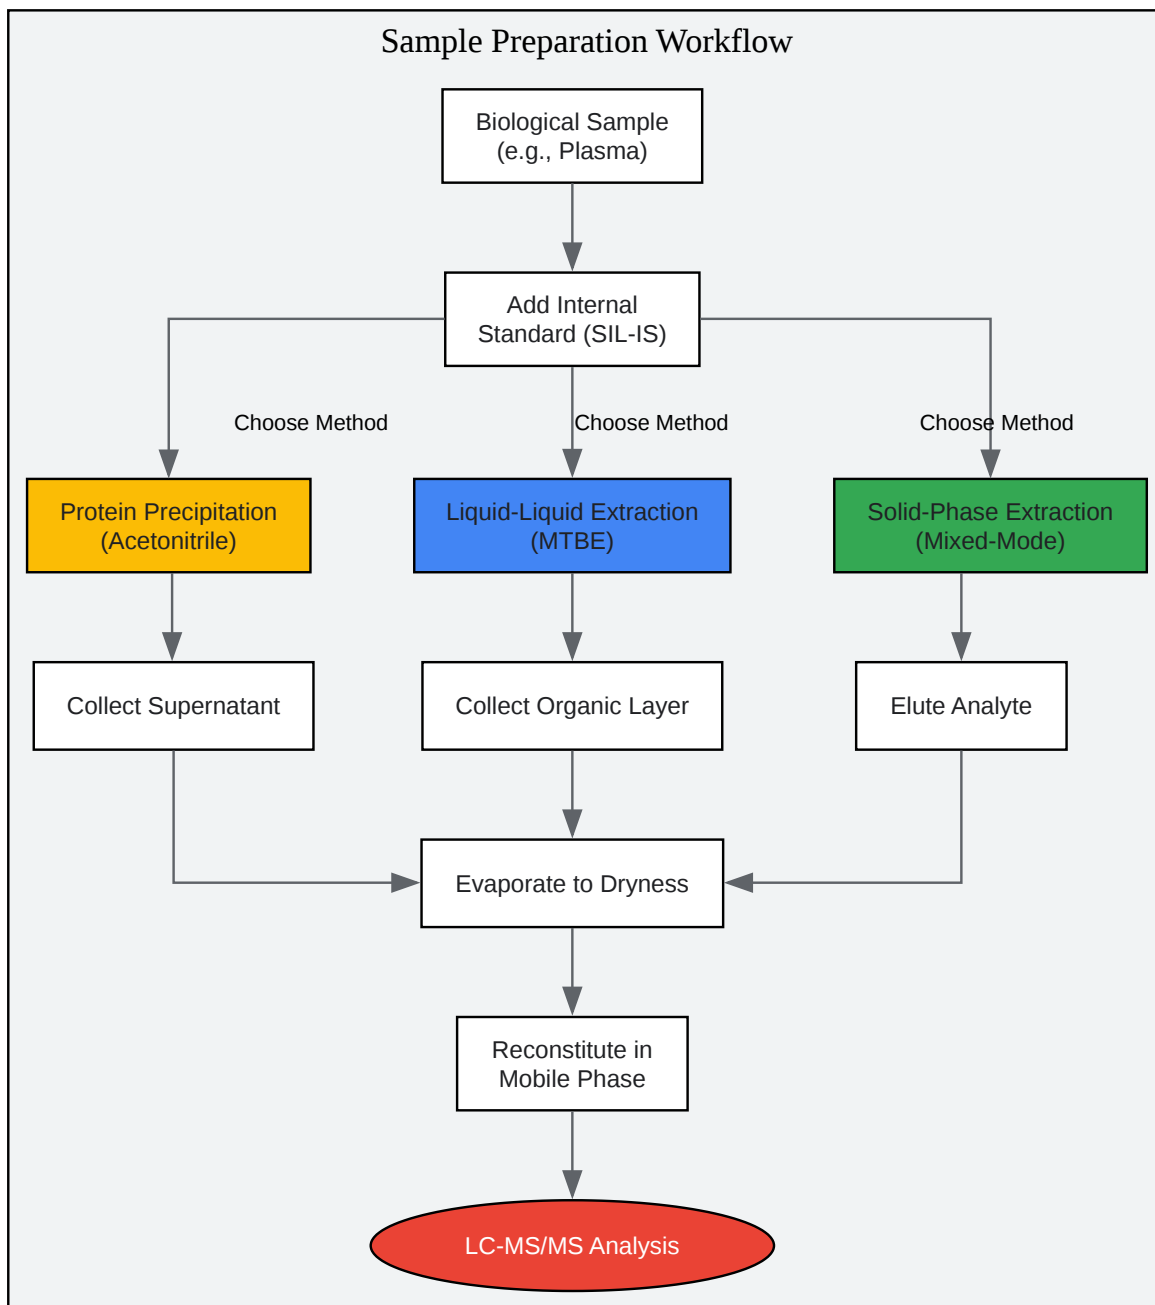 Sample Preparation Workflow
Biological Sample
(e.g., Plasma)
Add Internal
Standard (SIL-IS)
Choose Method
Choose Method
Choose Method
Protein Precipitation
(Acetonitrile)
Liquid-Liquid Extraction
(MTBE)
Solid-Phase Extraction
(Mixed-Mode)
Collect Supernatant
Collect Organic Layer
Elute Analyte
Evaporate to Dryness
Reconstitute in
Mobile Phase
LC-MS/MS Analysis